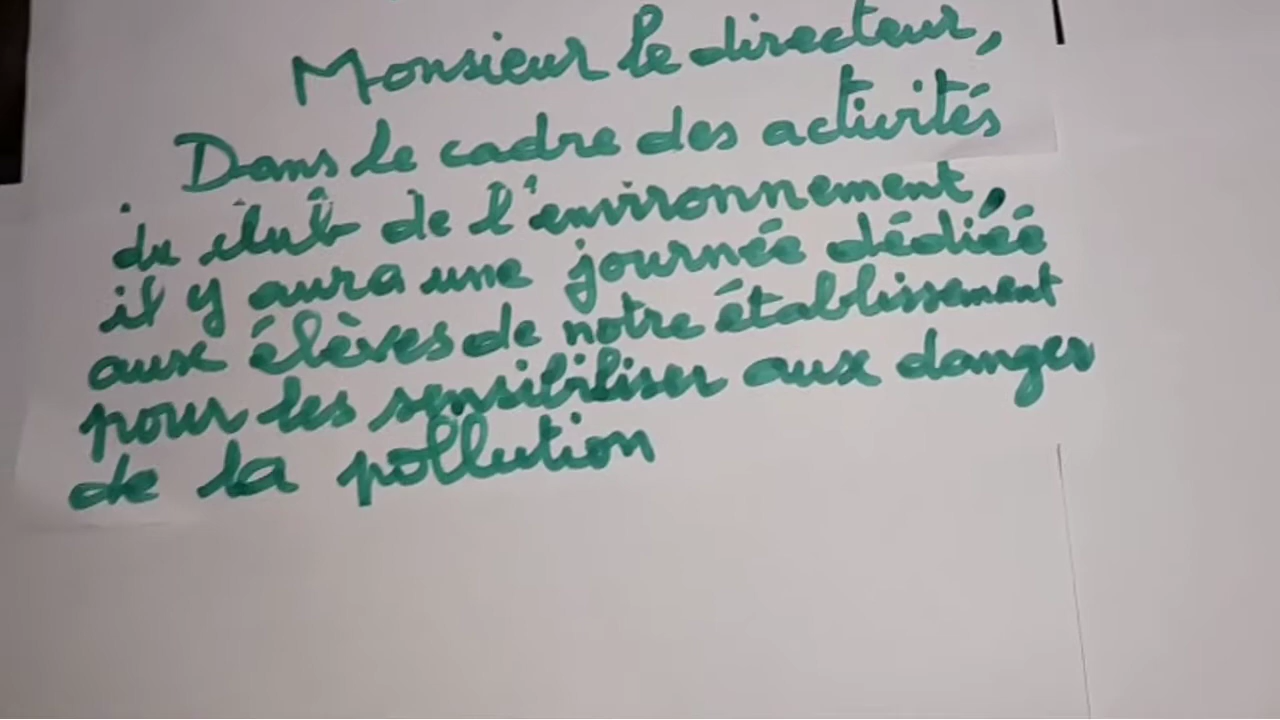 Monsieur le directeur,
Dans le cadre des activités
du club de l'environnement,
il y aura une journée dédiée
aux élèves de notre établissement
pour les sensibiliser aux danger
de la pollution